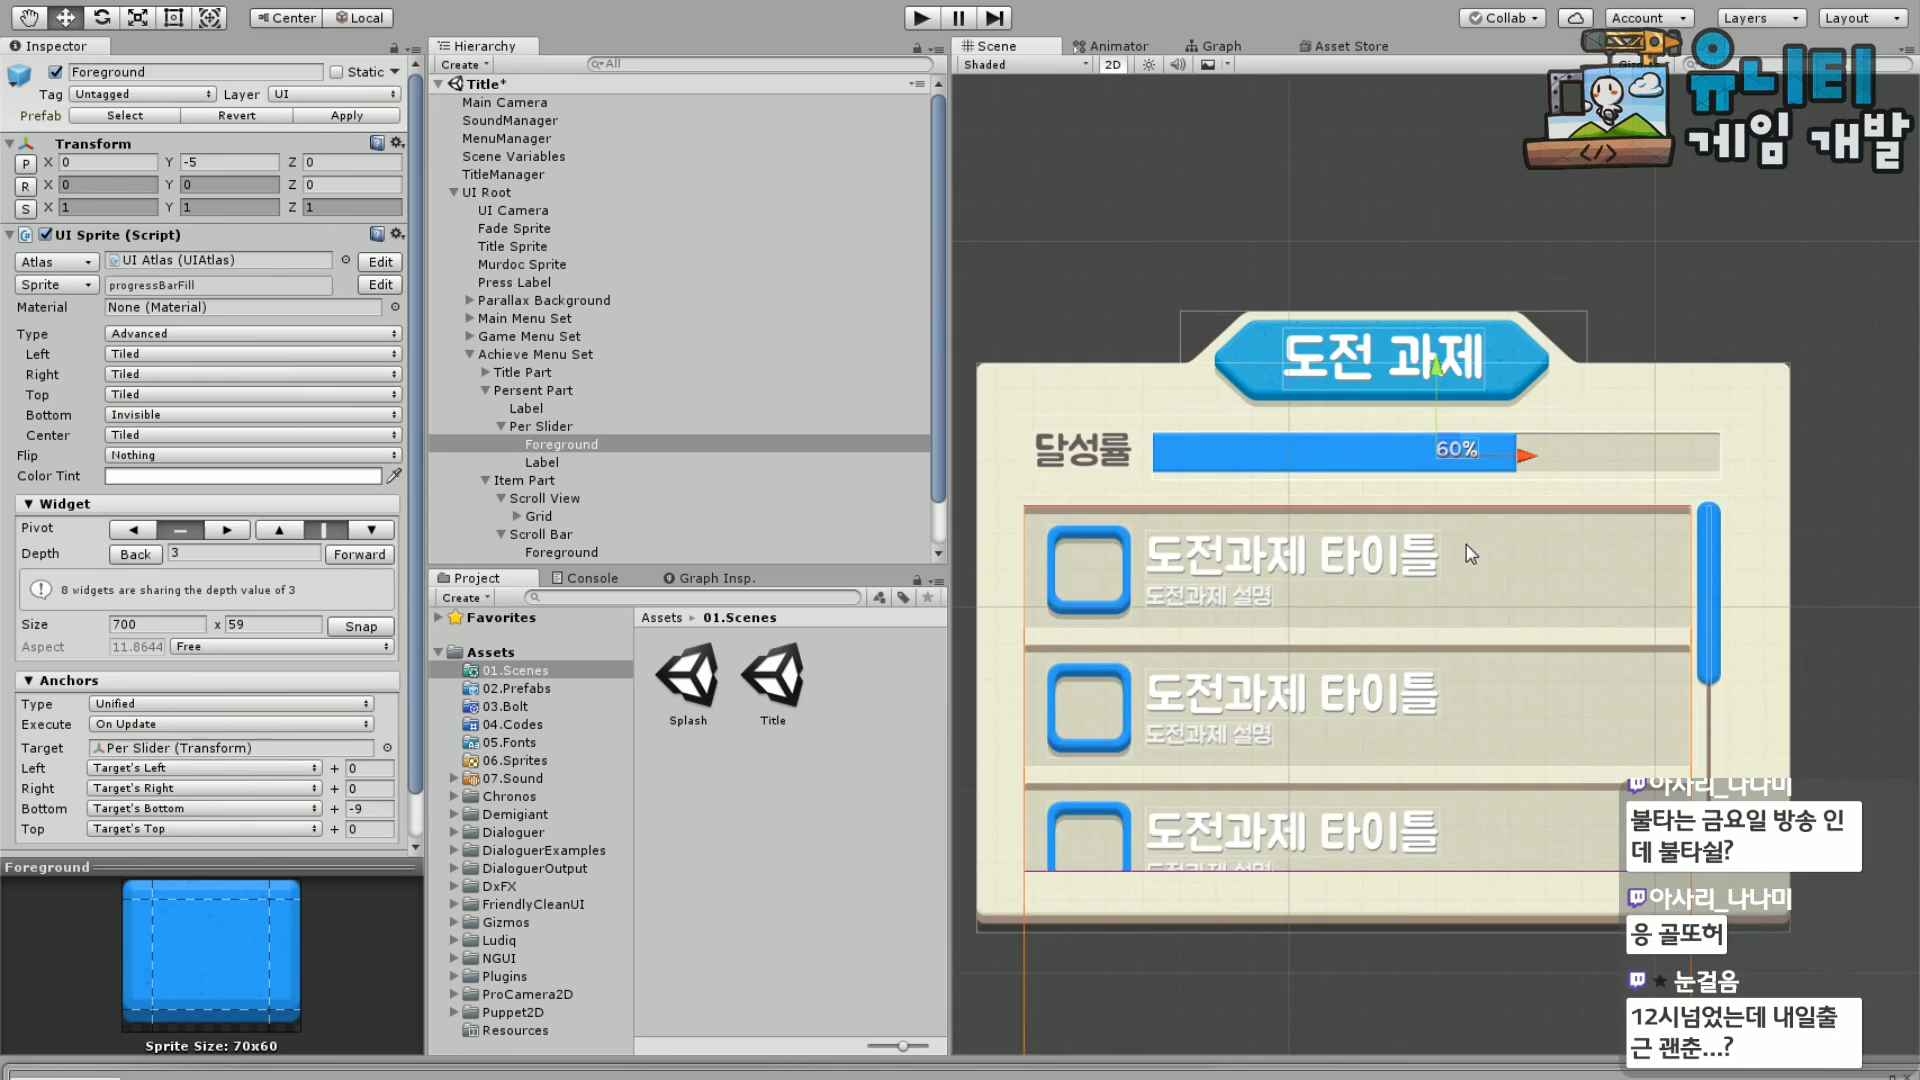 Center
Local
Collab
Account
Layers
Layout
Inspector
Foreground
Static
Tag
Untagged
Layer
UI
Prefab
Select
Revert
Apply
Transform
P
X
0
Y
-5
Z
0
R
X
0
Y
0
Z
0
S
X
1
Y
1
Z
1
UI Sprite (Script)
Atlas
UI Atlas (UIAtlas)
Edit
Sprite
progressBarFill
Edit
Material
None (Material)
Type
Advanced
Left
Tiled
Right
Tiled
Top
Tiled
Bottom
Invisible
Center
Tiled
Flip
Nothing
Color Tint
Widget
Pivot
Depth
Back
3
Forward
8 widgets are sharing the depth value of 3
Size
700
x
59
Snap
Aspect
11.8644
Free
Anchors
Type
Unified
Execute
On Update
Target
Per Slider (Transform)
Left
Target's Left
+
0
Right
Target's Right
+
0
Bottom
Target's Bottom
+
-9
Top
Target's Top
+
0
Foreground
Sprite Size: 70x60
Hierarchy
Create
All
Title*
Main Camera
SoundManager
MenuManager
Scene Variables
TitleManager
UI Root
UI Camera
Fade Sprite
Title Sprite
Murdoc Sprite
Press Label
Parallax Background
Main Menu Set
Game Menu Set
Achieve Menu Set
Title Part
Persent Part
Label
Per Slider
Foreground
Label
Item Part
Scroll View
Grid
Scroll Bar
Foreground
Project
Console
Graph Insp.
Create
Favorites
Assets
01.Scenes
02.Prefabs
03.Bolt
04.Codes
05.Fonts
06.Sprites
07.Sound
Chronos
Demigiant
Dialoguer
DialoguerExamples
DialoguerOutput
DxFX
FriendlyCleanUI
Gizmos
Ludiq
NGUI
Plugins
ProCamera2D
Puppet2D
Resources
Assets
01.Scenes
Splash
Title
Scene
Animator
Graph
Asset Store
Shaded
2D
유니티
게임 개발
</>
도전 과제
달성률
60%
도전과제 타이틀
도전과제 설명
도전과제 타이틀
도전과제 설명
도전과제 타이틀
도전과제 설명
아사리_나나미
불타는 금요일 방송 인
데 불타쉴?
아사리_나나미
응 골또허
눈걸음
12시넘었는데 내일출
근 괜춘...?